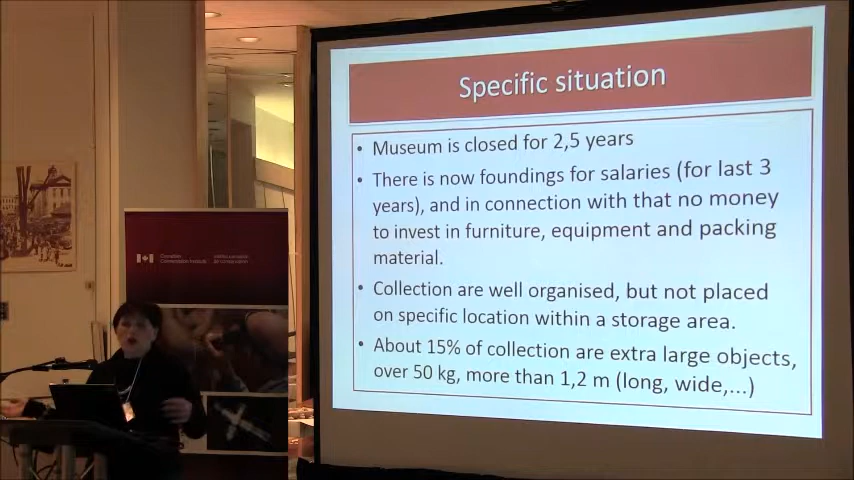 Specific situation
• Museum is closed for 2,5 years
• There is now foundings for salaries (for last 3
years), and in connection with that no money
to invest in furniture, equipment and packing
material.
• Collection are well organised, but not placed
on specific location within a storage area.
• About 15% of collection are extra large objects,
over 50 kg, more than 1,2 m (long, wide,...)
Canadian
Conservation Institute